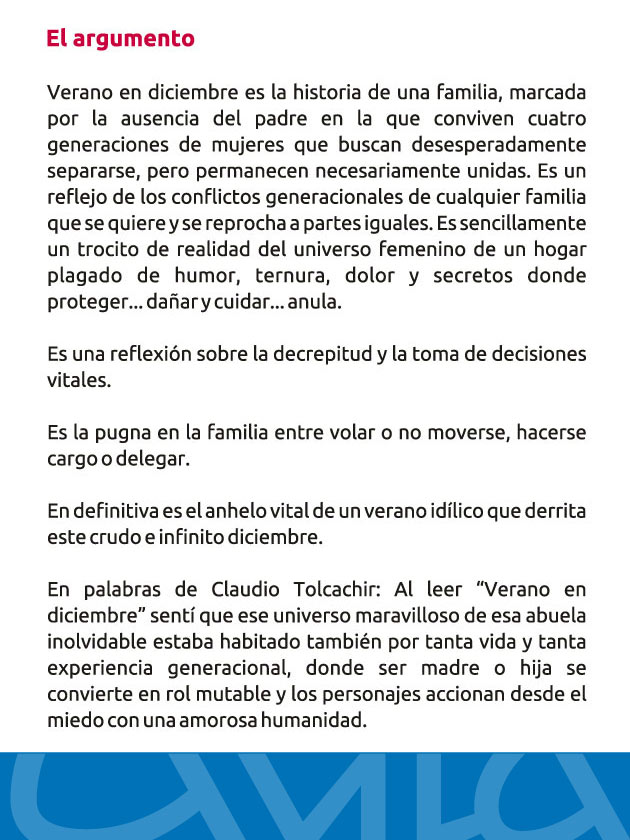 El argumento
Verano en diciembre es la historia de una familia, marcada
por la ausencia del padre en la que conviven cuatro
generaciones de mujeres que buscan desesperadamente
separarse, pero permanecen necesariamente unidas. Es un
reflejo de los conflictos generacionales de cualquier familia
que se quiere y se reprocha a partes iguales. Es sencillamente
un trocito de realidad del universo femenino de un hogar
plagado de humor, ternura, dolor y secretos donde
proteger... dañar y cuidar... anula.
Es una reflexión sobre la decrepitud y la toma de decisiones
vitales.
Es la pugna en la familia entre volar o no moverse, hacerse
cargo o delegar.
En definitiva es el anhelo vital de un verano idílico que derrita
este crudo e infinito diciembre.
En palabras de Claudio Tolcachir: Al leer “Verano en
diciembre” sentí que ese universo maravilloso de esa abuela
inolvidable estaba habitado también por tanta vida y tanta
experiencia generacional, donde ser madre o hija se
convierte en rol mutable y los personajes accionan desde el
miedo con una amorosa humanidad.